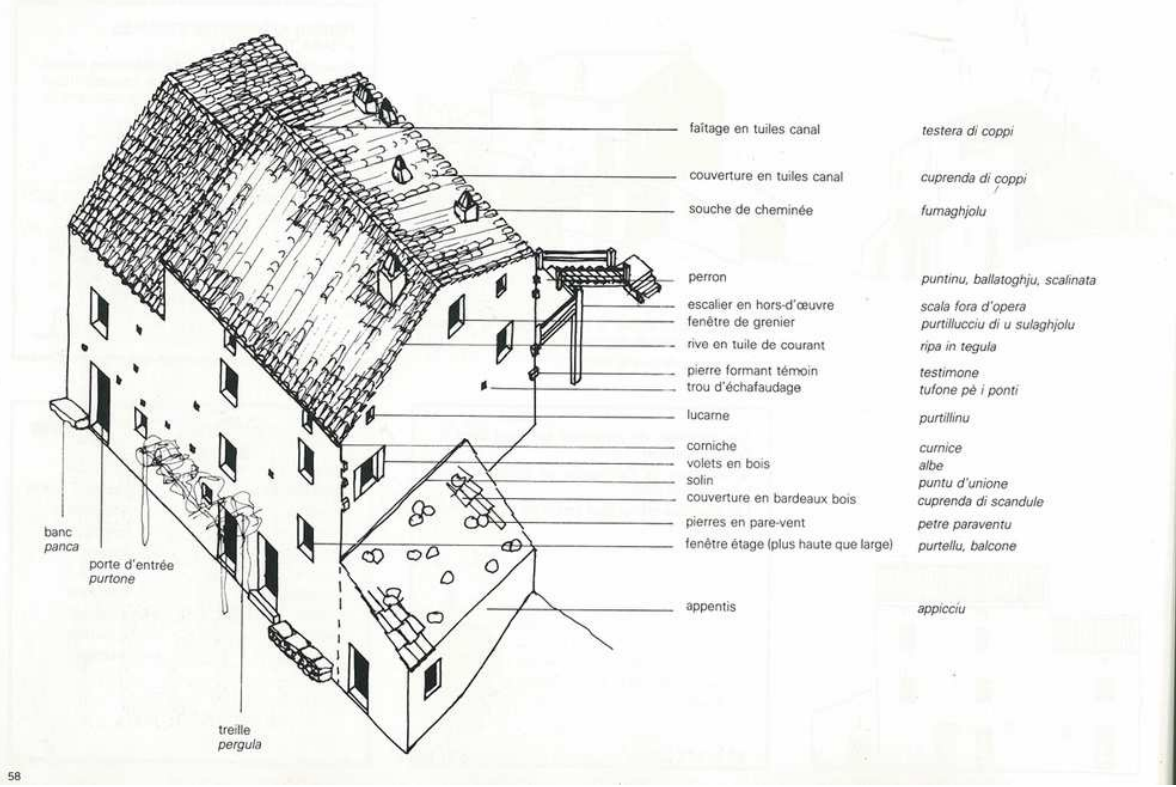 faîtage en tuiles canal testera di coppi
couverture en tuiles canal cuprenda di coppi
souche de cheminée fumaghjolu
perron puntinu, ballatoghju, scalinata
escalier en hors-d'œuvre scala fora d'opera
fenêtre de grenier purtillucciu di u sulaghjolu
rive en tuile de courant ripa in tegula
pierre formant témoin testimone
trou d'échafaudage tufone pè i ponti
lucarne purtillinu
corniche curnice
volets en bois albe
solin puntu d'unione
couverture en bardeaux bois cuprenda di scandule
pierres en pare-vent petre paraventu
fenêtre étage (plus haute que large) purtellu, balcone
appentis appicciu
banc
panca
porte d'entrée
purtone
treille
pergula
58